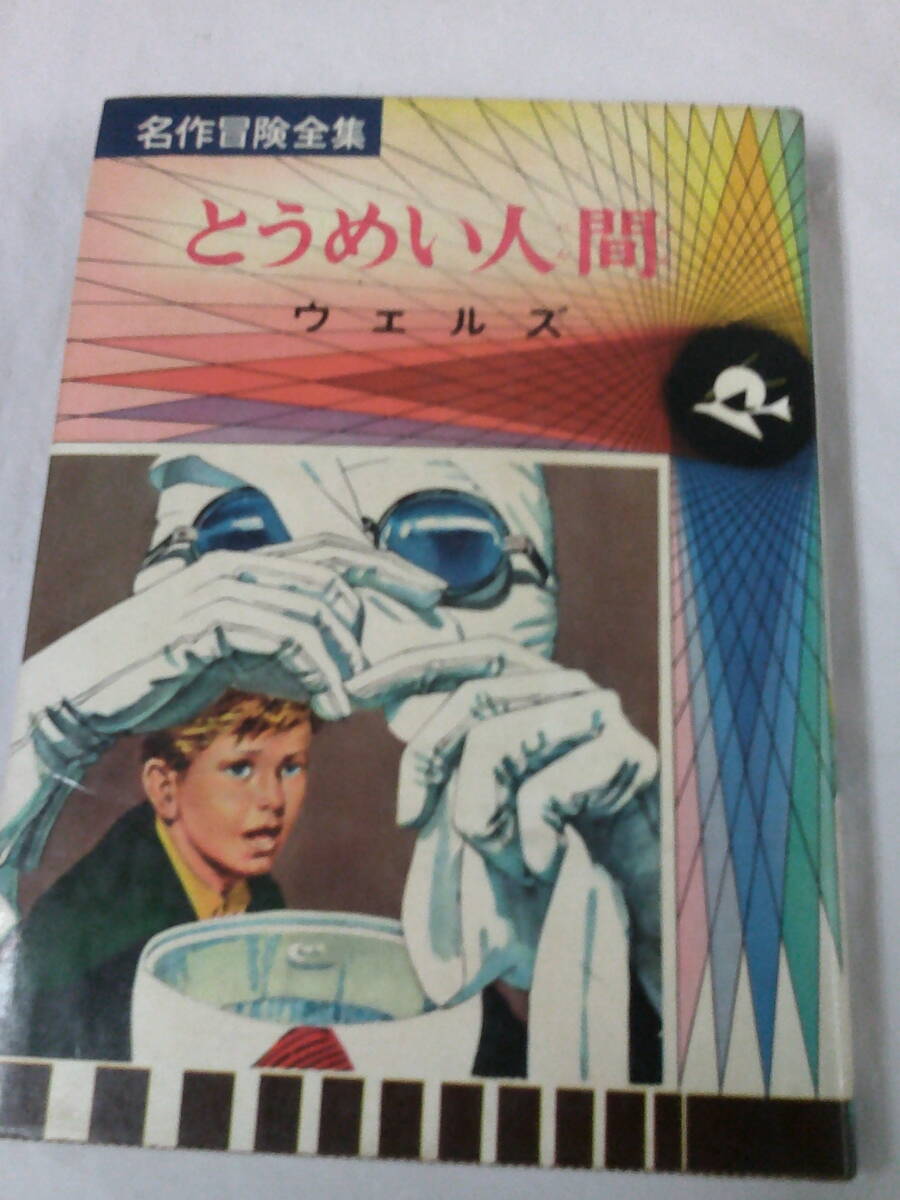 名作冒険全集
とうめい人間
ウエルズ